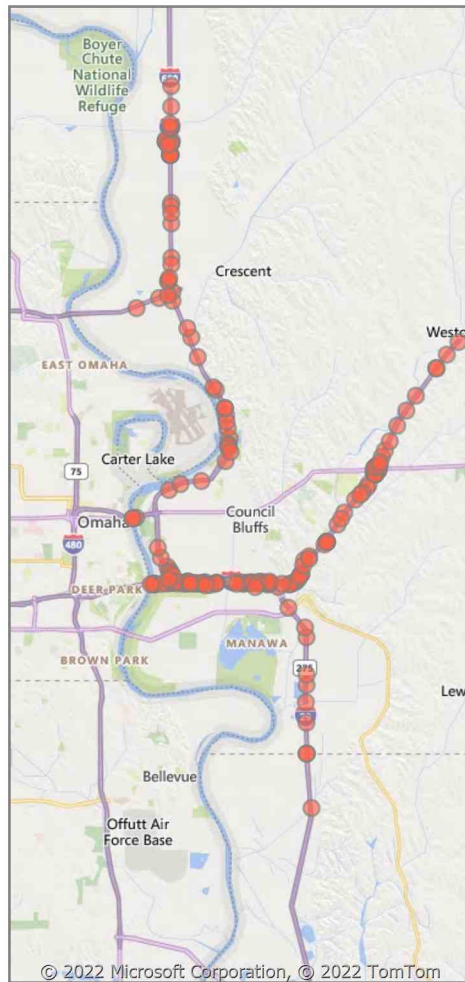 Boyer
Chute
National
Wildlife
Refuge
Crescent
Westo
EAST OMAHA
Carter Lake
75
Omaha
Council
Bluffs
480
DEER PARK
MANAWA
BROWN PARK
275
Lew
29
Bellevue
Offutt Air
Force Base
© 2022 Microsoft Corporation, © 2022 TomTom